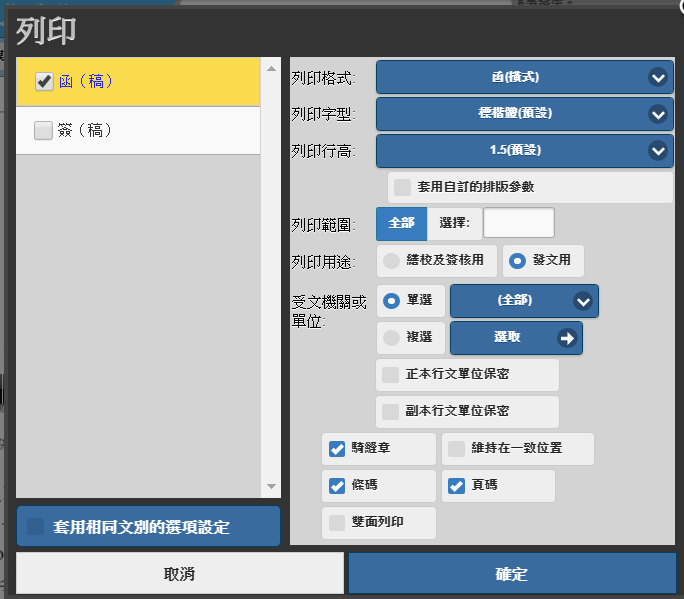 列印
函（稿）
簽（稿）
套用相同文別的選項設定
列印格式: 函(橫式)
列印字型: 標楷體(預設)
列印行高: 1.5(預設)
套用自訂的排版參數
列印範圍: 全部 選擇:
列印用途: 繕校及簽核用 發文用
受文機關或單位: 單選 (全部)
複選 選取
正本行文單位保密
副本行文單位保密
騎縫章 維持在一致位置
條碼 頁碼
雙面列印
取消 確定